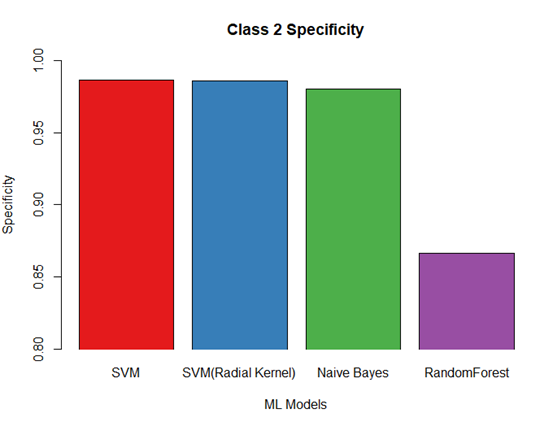 Class 2 Specificity
1.00
0.95
0.90
0.85
0.80
Specificity
SVM SVM(Radial Kernel) Naive Bayes RandomForest
ML Models